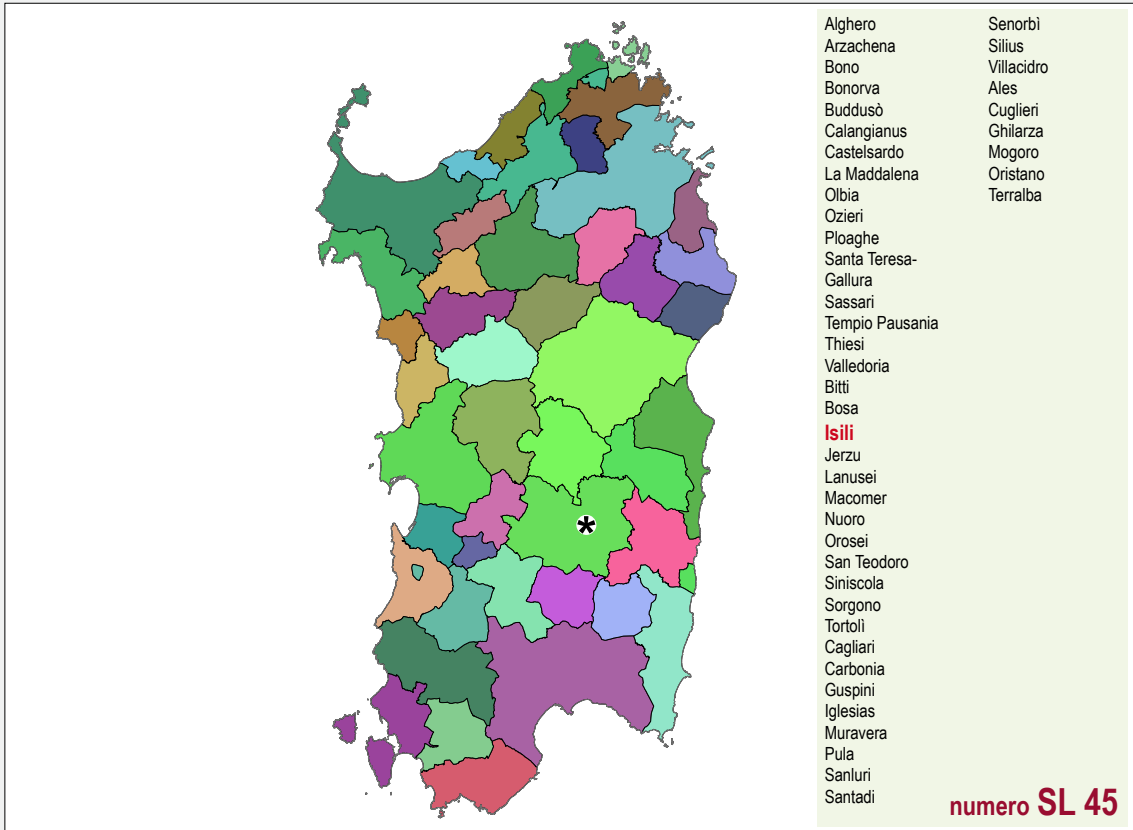 Alghero
Arzachena
Bono
Bonorva
Buddusò
Calangianus
Castelsardo
La Maddalena
Olbia
Ozieri
Ploaghe
Santa Teresa-
Gallura
Sassari
Tempio Pausania
Thiesi
Valledoria
Bitti
Bosa
Isili
Jerzu
Lanusei
Macomer
Nuoro
Orosei
San Teodoro
Siniscola
Sorgono
Tortolì
Cagliari
Carbonia
Guspini
Iglesias
Muravera
Pula
Sanluri
Santadi
Senorbì
Silius
Villacidro
Ales
Cuglieri
Ghilarza
Mogoro
Oristano
Terralba
numero SL 45
*